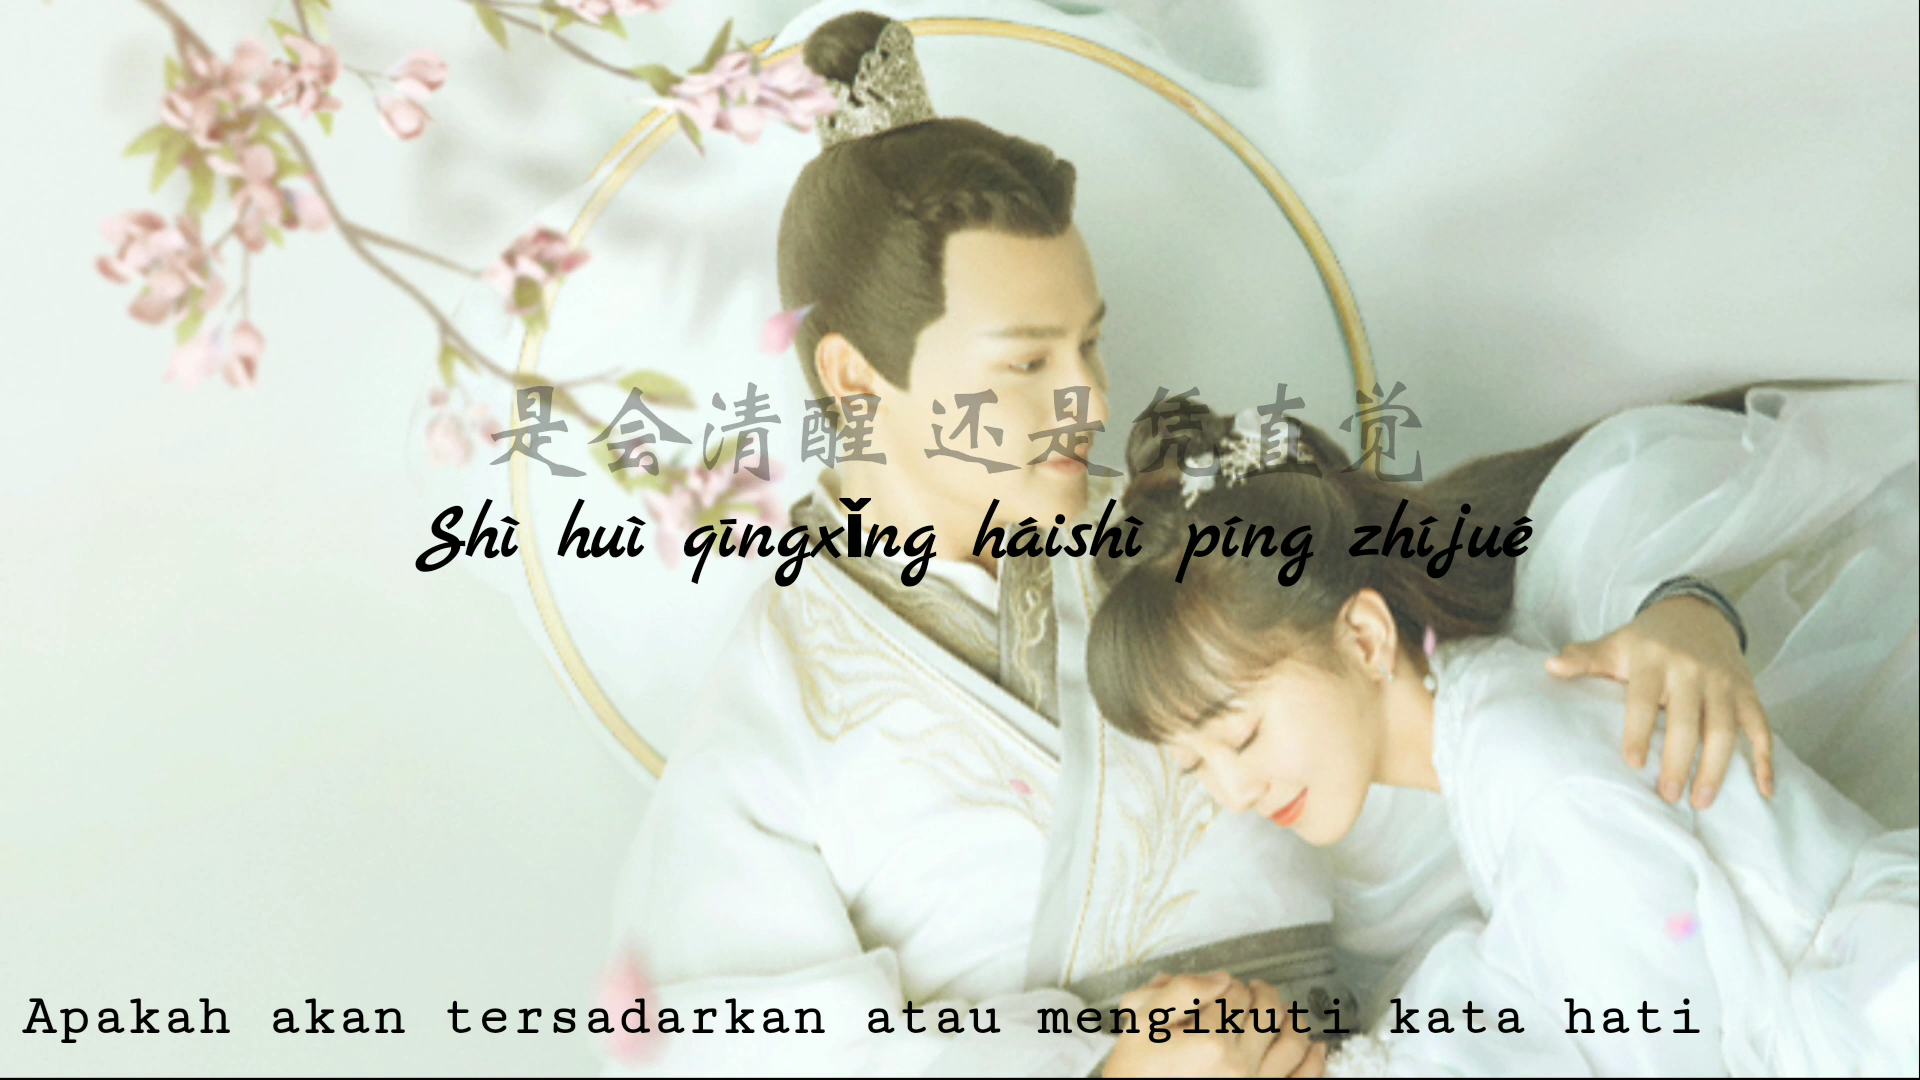 是会清醒 还是凭直觉
Shì huì qīngxǐng háishì píng zhíjué
Apakah akan tersadarkan atau mengikuti kata hati